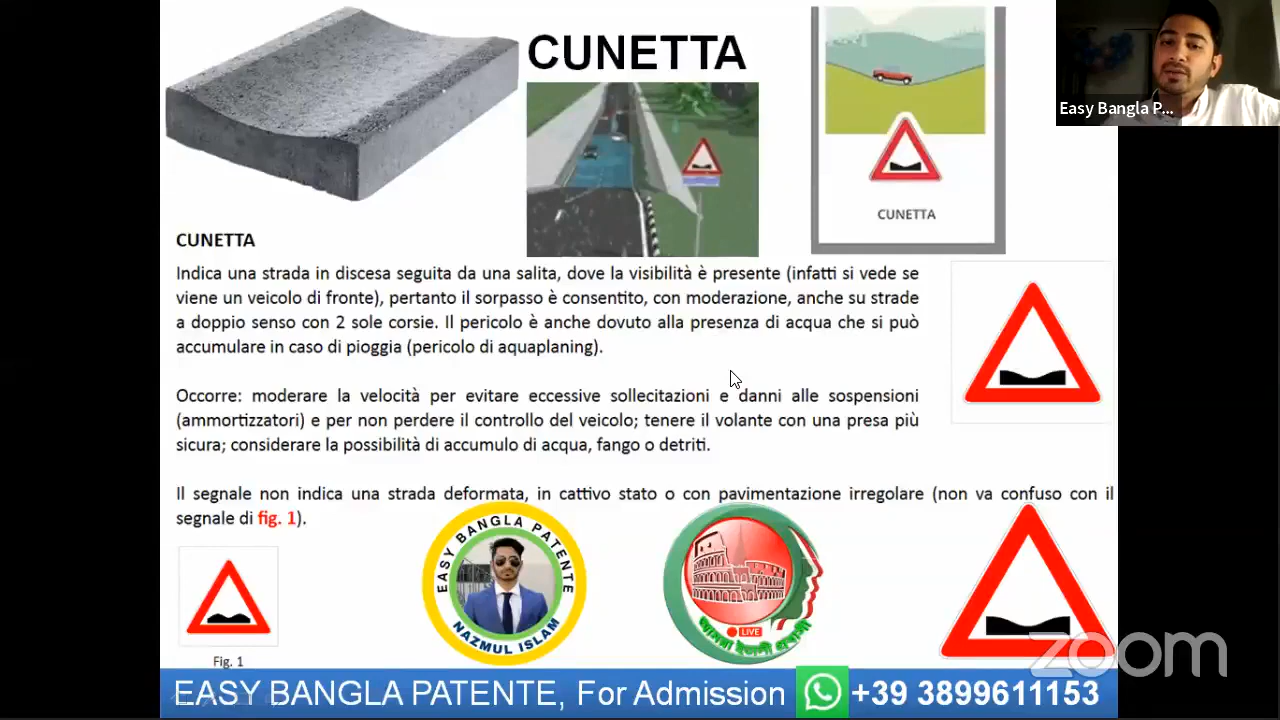 CUNETTA
Easy Bangla P...
CUNETTA
CUNETTA
Indica una strada in discesa seguita da una salita, dove la visibilità è presente (infatti si vede se
viene un veicolo di fronte), pertanto il sorpasso è consentito, con moderazione, anche su strade
a doppio senso con 2 sole corsie. Il pericolo è anche dovuto alla presenza di acqua che si può
accumulare in caso di pioggia (pericolo di aquaplaning).
Occorre: moderare la velocità per evitare eccessive sollecitazioni e danni alle sospensioni
(ammortizzatori) e per non perdere il controllo del veicolo; tenere il volante con una presa più
sicura; considerare la possibilità di accumulo di acqua, fango o detriti.
Il segnale non indica una strada deformata, in cattivo stato o con pavimentazione irregolare (non va confuso con il
segnale di fig. 1).
Fig. 1
EASY BANGLA PATENTE
NAZMUL ISLAM
LIVE
আমরা ইতালী প্রবাসী
zoom
EASY BANGLA PATENTE, For Admission +39 3899611153